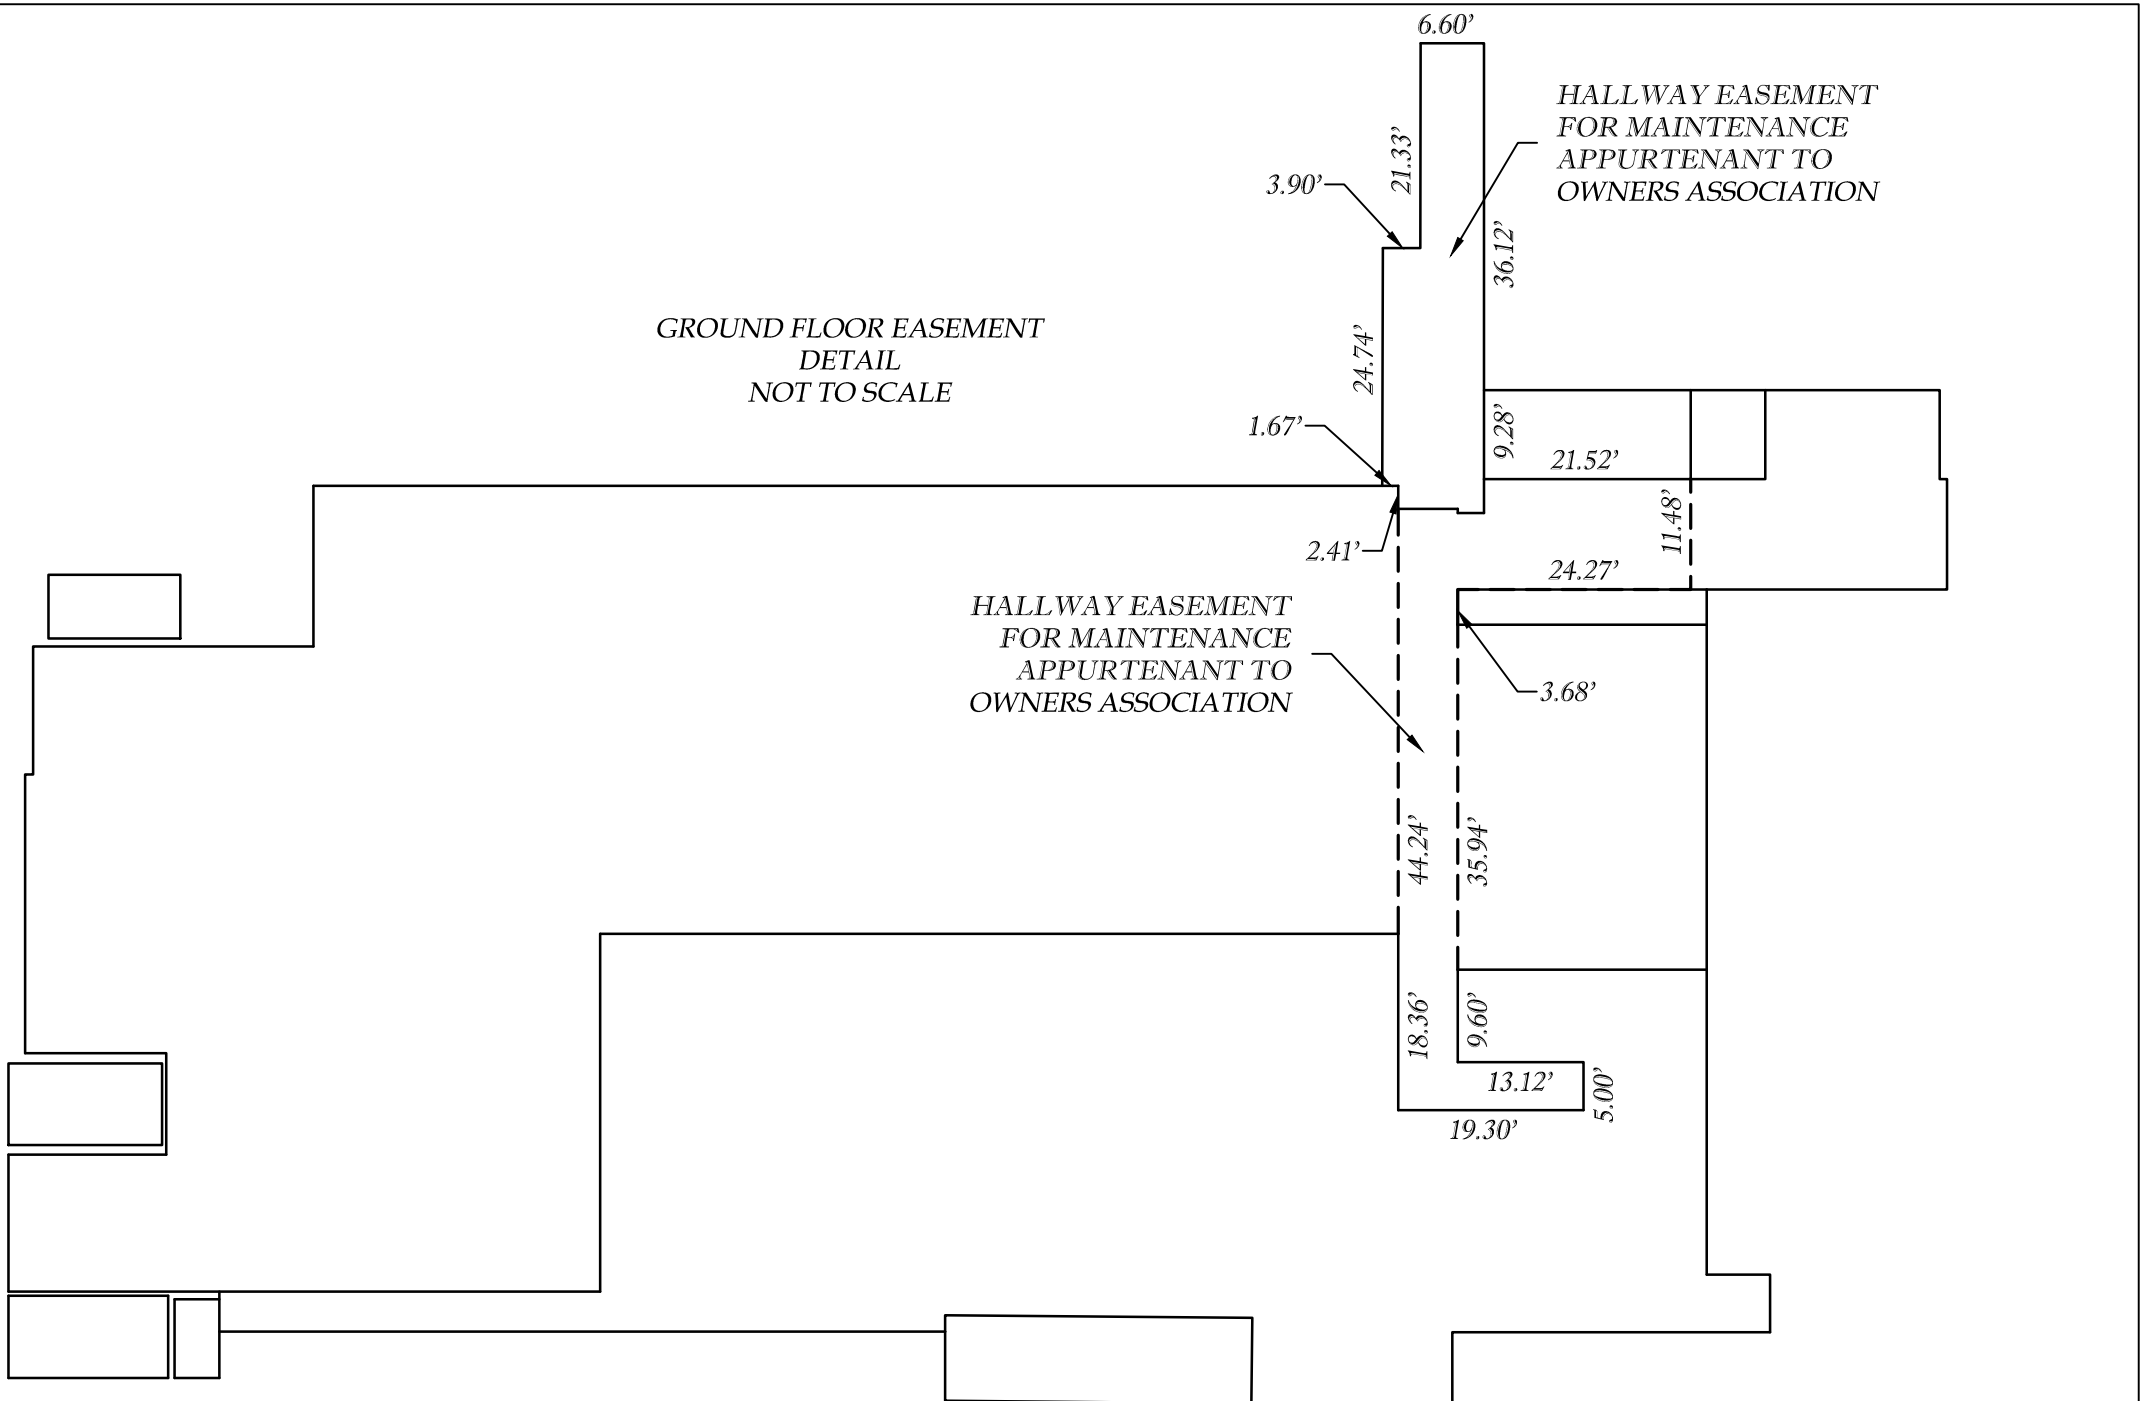 6.60’
HALLWAY EASEMENT
FOR MAINTENANCE
APPURTENANT TO
OWNERS ASSOCIATION
21.33’
3.90’
36.12’
GROUND FLOOR EASEMENT
DETAIL
NOT TO SCALE
24.74’
1.67’
9.28’
21.52’
11.48’
2.41’
24.27’
HALLWAY EASEMENT
FOR MAINTENANCE
APPURTENANT TO
OWNERS ASSOCIATION
3.68’
44.24’
35.94’
18.36’
9.60’
13.12’
5.00’
19.30’